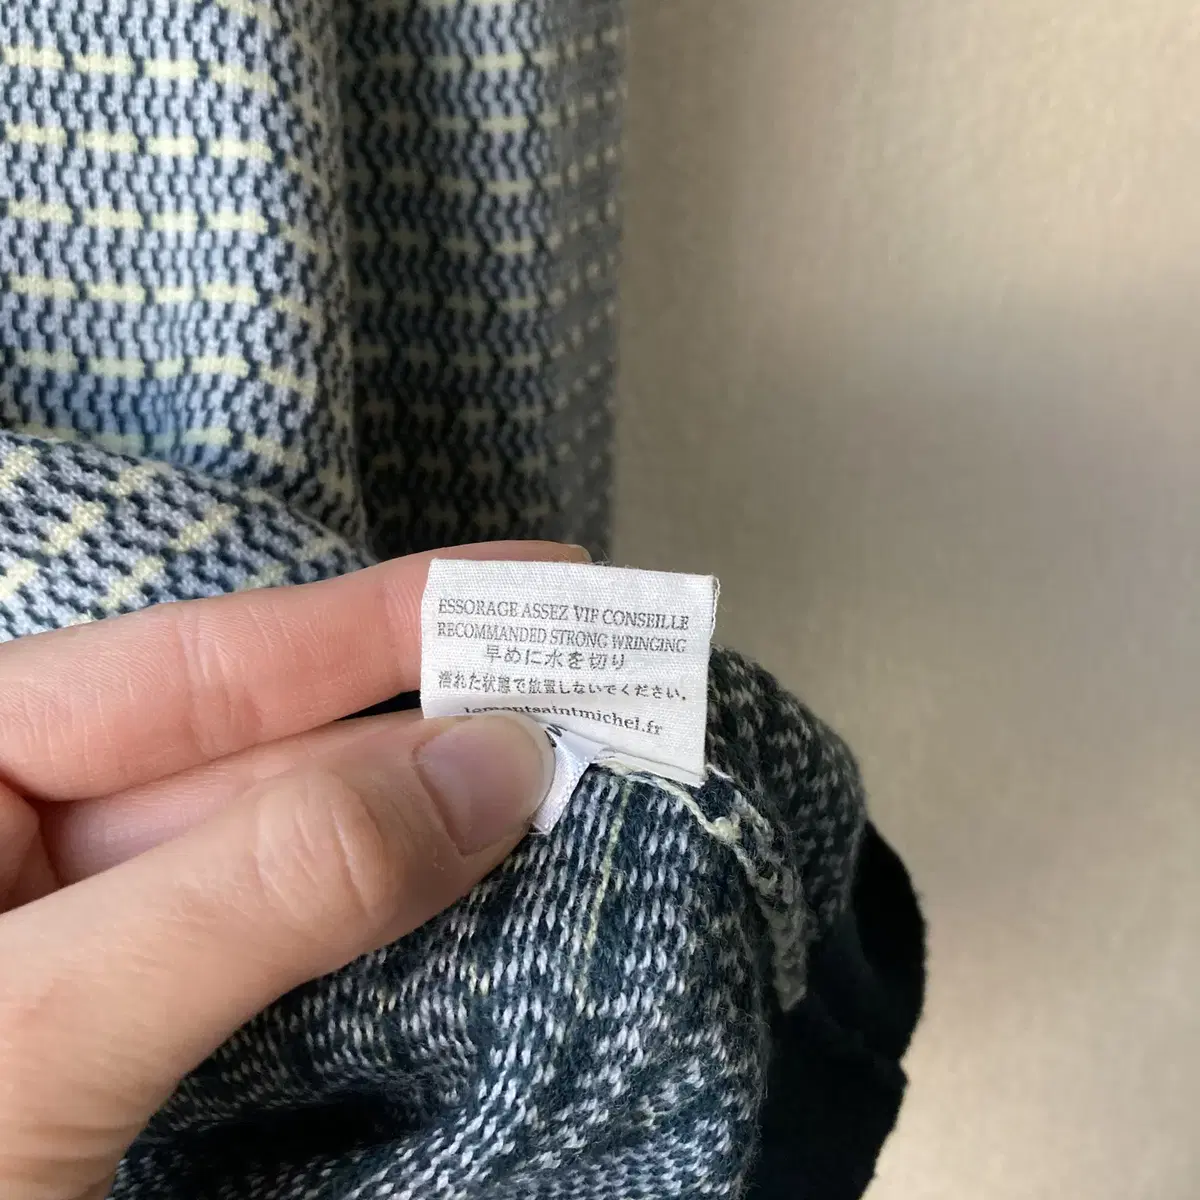 ESSORAGE ASSEZ VIF CONSEILLE
RECOMMANDED STRONG WRINGING
早めに水を切り
濡れた状態で放置しないでください。
lemontsaintmichel.fr